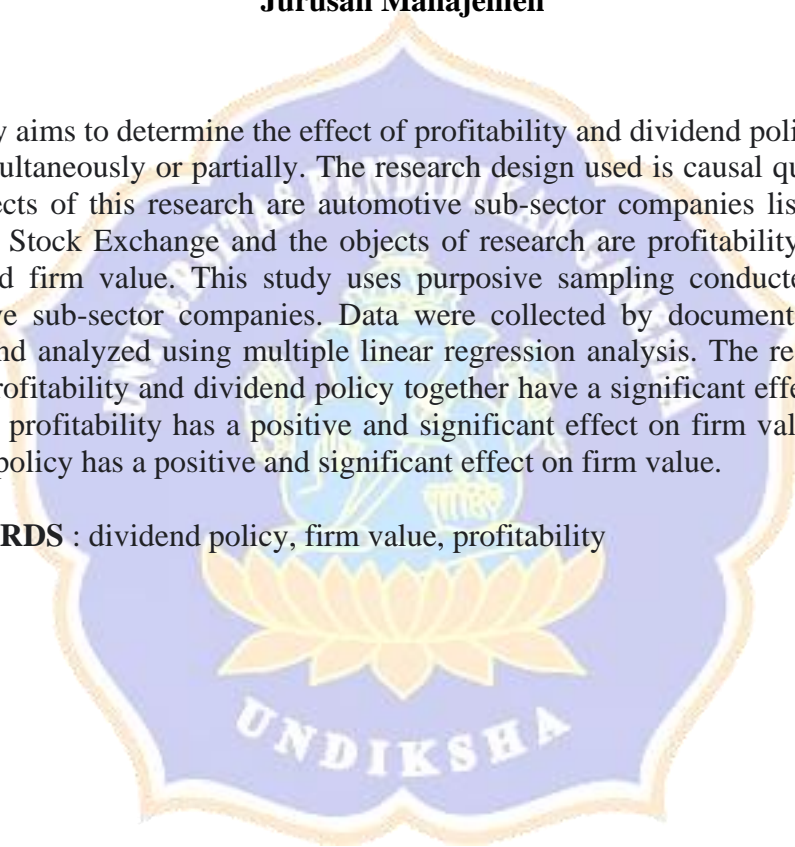 Jurusan Manajemen
y aims to determine the effect of profitability and dividend poli
ultaneously or partially. The research design used is causal qu
ects of this research are automotive sub-sector companies lis
Stock Exchange and the objects of research are profitability
d firm value. This study uses purposive sampling conducte
ve sub-sector companies. Data were collected by document
nd analyzed using multiple linear regression analysis. The re
rofitability and dividend policy together have a significant effe
profitability has a positive and significant effect on firm val
policy has a positive and significant effect on firm value.
RDS : dividend policy, firm value, profitability
UNIVERSITAS PENDIDIKAN GANESHA
UNDIKSHA